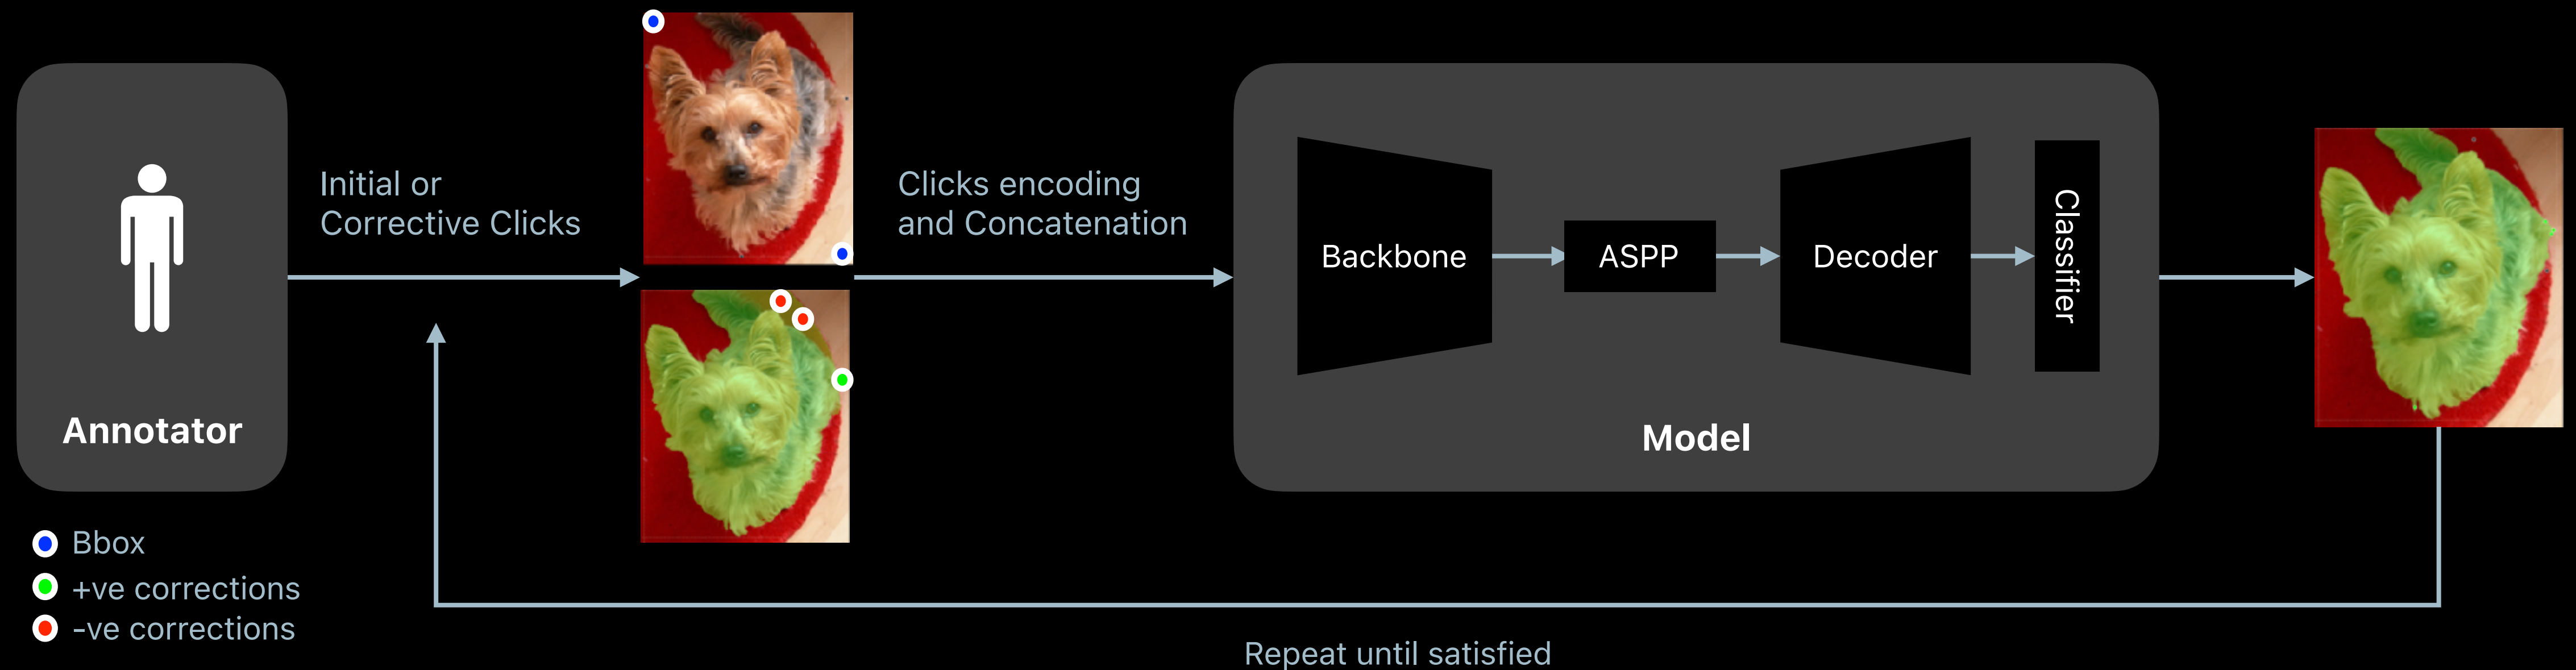 Annotator
Bbox
+ve corrections
-ve corrections
Initial or
Corrective Clicks
Clicks encoding
and Concatenation
Backbone
ASPP
Decoder
Classifier
Model
Repeat until satisfied